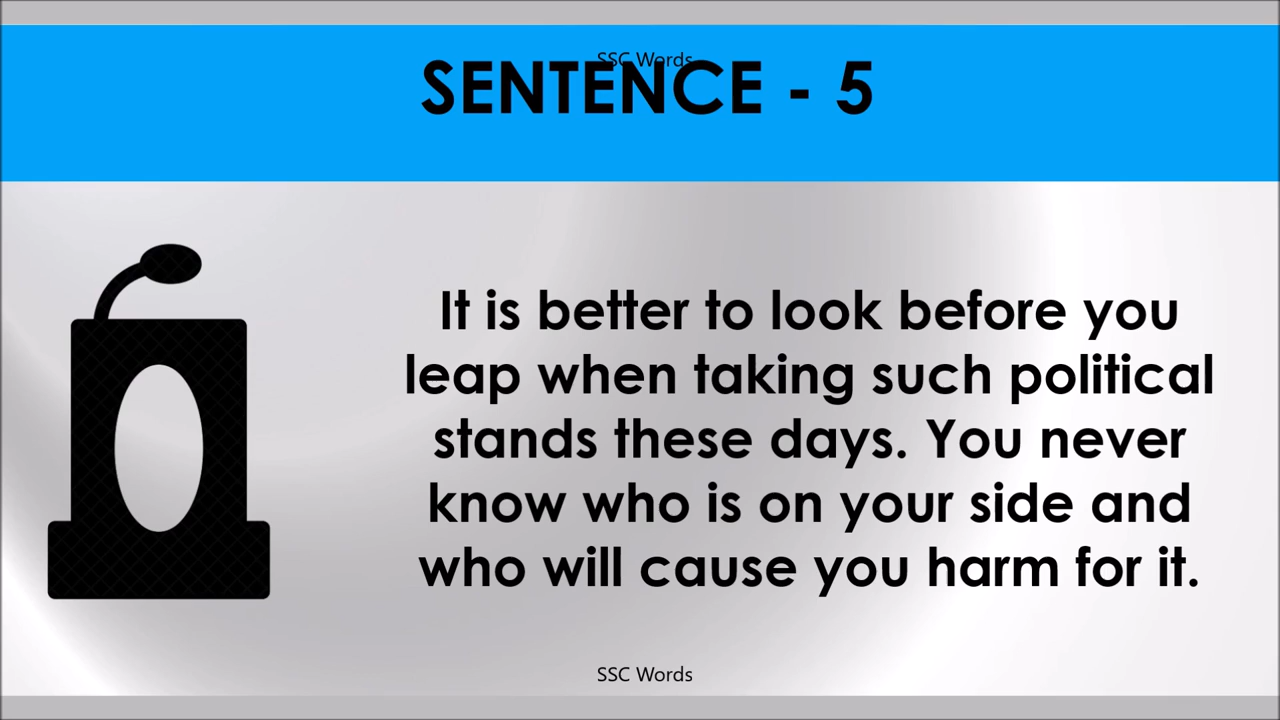 SSC Words
SENTENCE - 5
It is better to look before you
leap when taking such political
stands these days. You never
know who is on your side and
who will cause you harm for it.
SSC Words